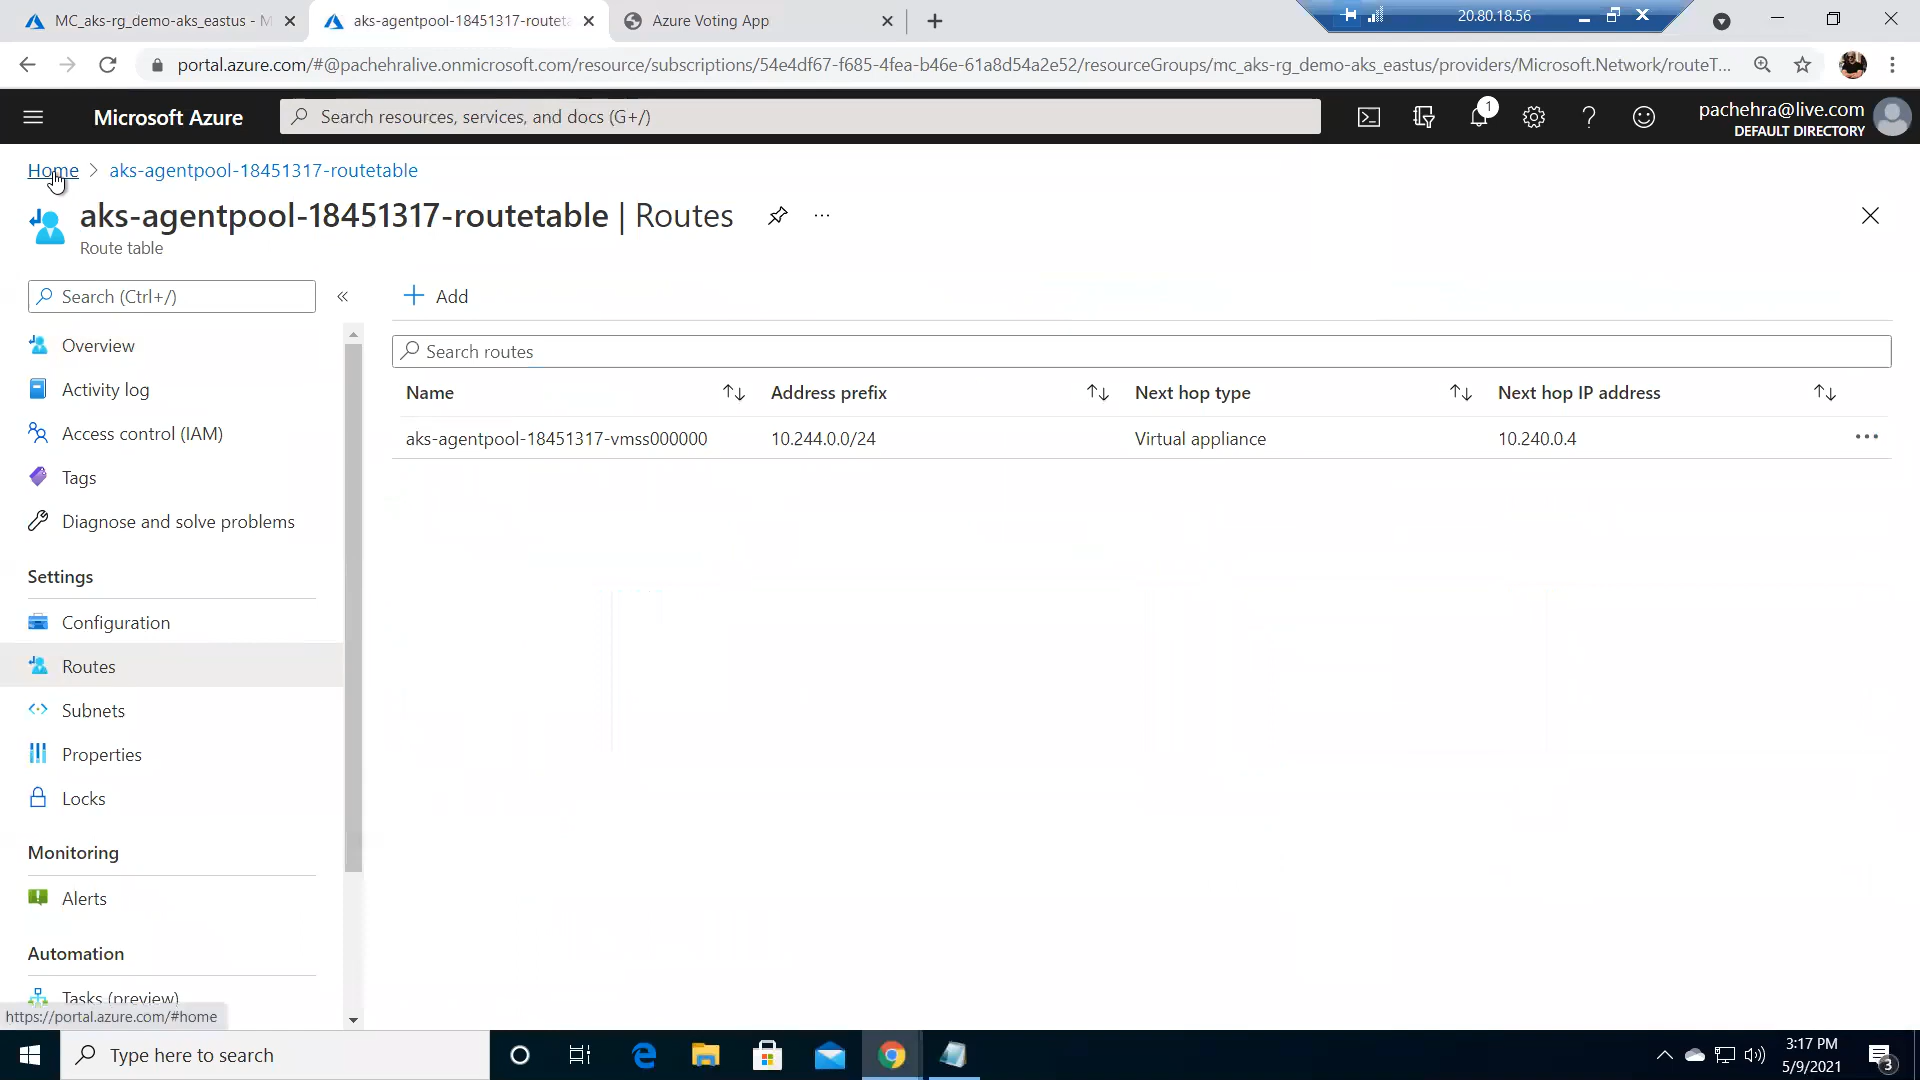 MC_aks-rg_demo-aks_eastus - M
aks-agentpool-18451317-routeta
Azure Voting App
20.80.18.56
portal.azure.com/#@pachehralive.onmicrosoft.com/resource/subscriptions/54e4df67-f685-4fea-b46e-61a8d54a2e52/resourceGroups/mc_aks-rg_demo-aks_eastus/providers/Microsoft.Network/routeT...
Microsoft Azure
Search resources, services, and docs (G+/)
1
pachehra@live.com
DEFAULT DIRECTORY
Home > aks-agentpool-18451317-routetable
aks-agentpool-18451317-routetable | Routes
Route table
Search (Ctrl+/)
Overview
Activity log
Access control (IAM)
Tags
Diagnose and solve problems
Settings
Configuration
Routes
Subnets
Properties
Locks
Monitoring
Alerts
Automation
Tasks (preview)
https://portal.azure.com/#home
Add
Search routes
Name Address prefix Next hop type Next hop IP address
aks-agentpool-18451317-vmss000000 10.244.0.0/24 Virtual appliance 10.240.0.4
Type here to search
3:17 PM
5/9/2021
3